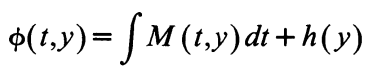 ϕ(t,y) = ∫ M(t,y)dt + h(y)